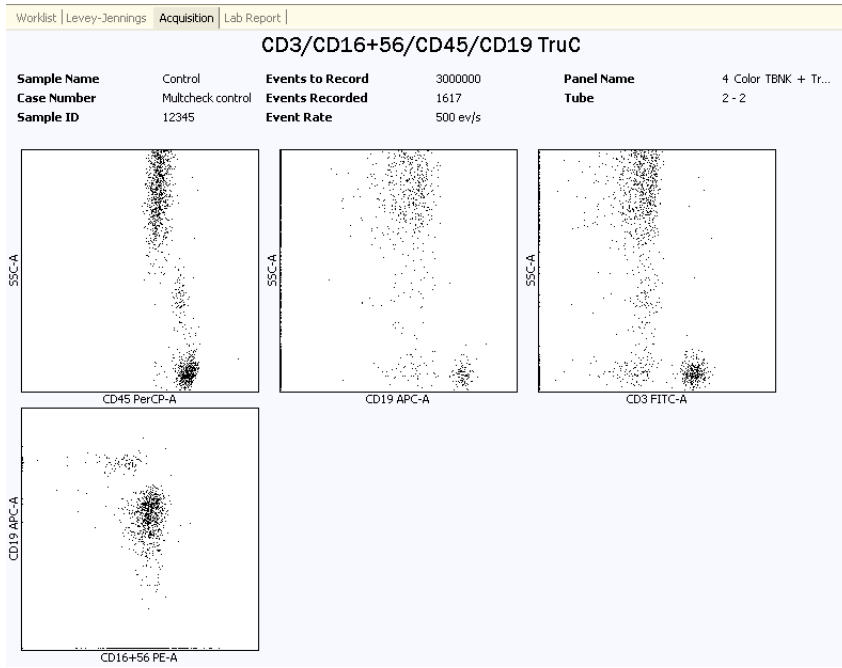 Worklist Levey-Jennings Acquisition Lab Report
CD3/CD16+56/CD45/CD19 TruC
Sample Name Control Events to Record 3000000 Panel Name 4 Color TBNK + Tr...
Case Number Multcheck control Events Recorded 1617 Tube 2 - 2
Sample ID 12345 Event Rate 500 ev/s
SSC-A
CD45 PerCP-A
SSC-A
CD19 APC-A
SSC-A
CD3 FITC-A
CD19 APC-A
CD16+56 PE-A